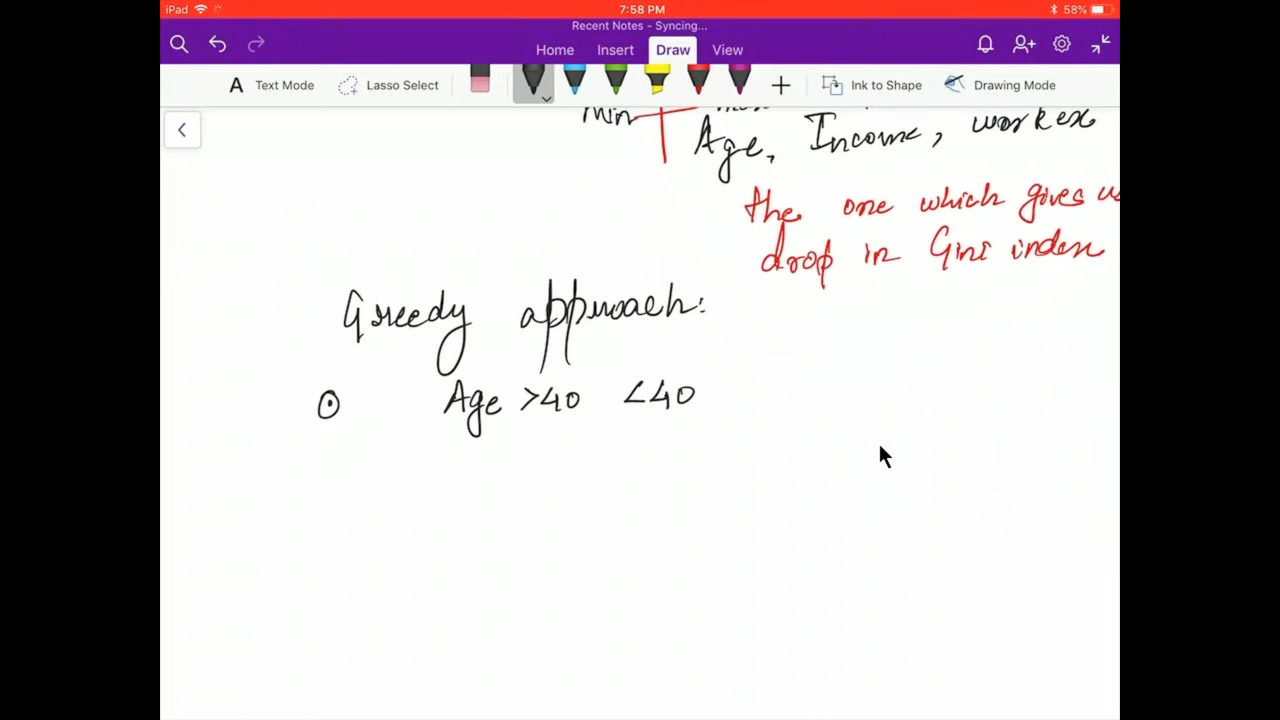 iPad 7:58 PM 58%
Recent Notes - Syncing...
Home Insert Draw View
A Text Mode Lasso Select Ink to Shape Drawing Mode
Min
Age, Income, workex
the one which gives us
drop in Gini index
Greedy approach:
Age >40 <40